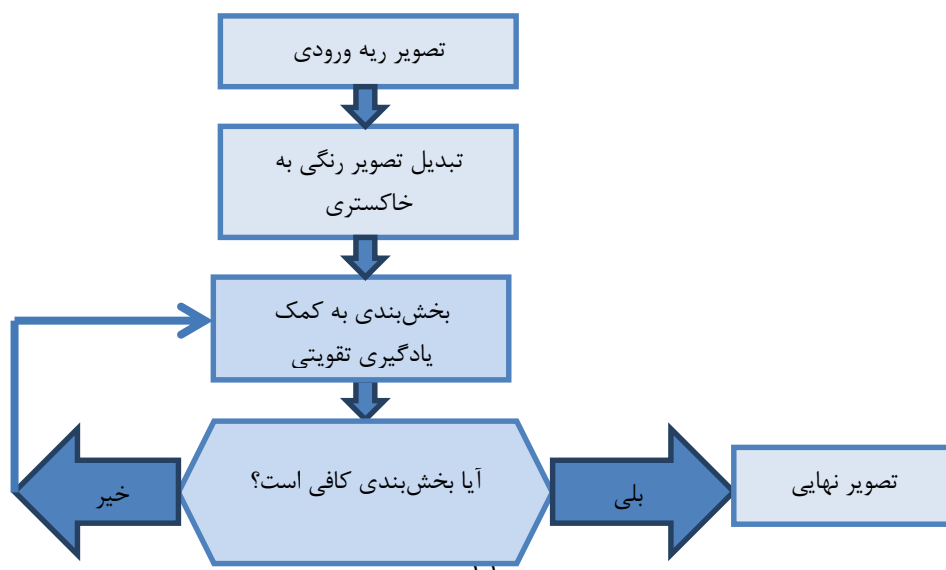 تصویر ریه ورودی
تبدیل تصویر رنگی به
خاکستری
بخش‌بندی به کمک
یادگیری تقویتی
آیا بخش‌بندی کافی است؟
خیر
بلی
تصویر نهایی